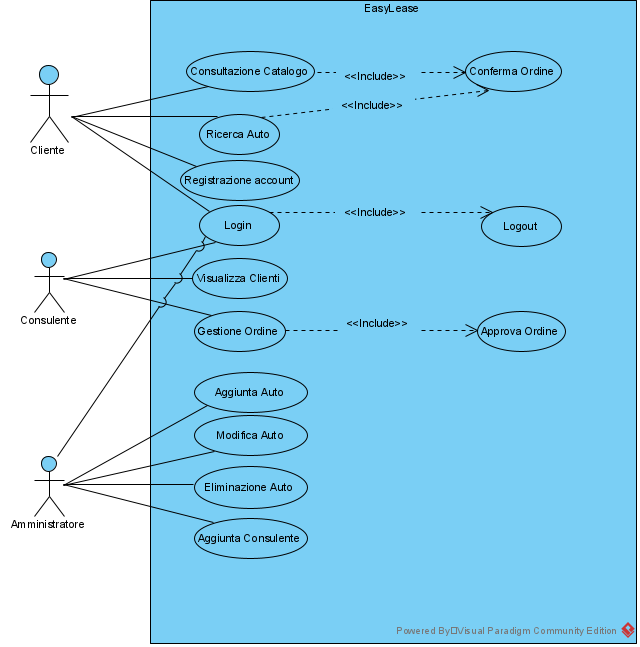 EasyLease
Consultazione Catalogo
<<Include>>
Conferma Ordine
<<Include>>
Ricerca Auto
Cliente
Registrazione account
Login
<<Include>>
Logout
Visualizza Clienti
Consulente
Gestione Ordine
<<Include>>
Approva Ordine
Aggiunta Auto
Modifica Auto
Eliminazione Auto
Amministratore
Aggiunta Consulente
Powered By□Visual Paradigm Community Edition